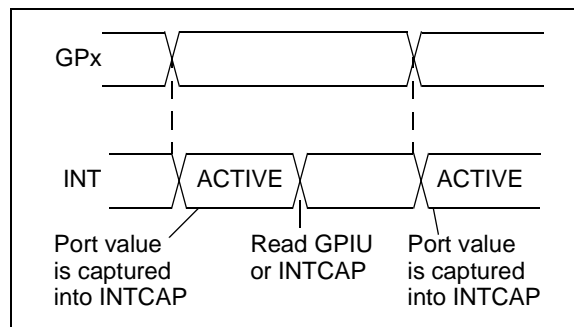 GPx
INT
ACTIVE
ACTIVE
Port value
is captured
into INTCAP
Read GPIU
or INTCAP
Port value
is captured
into INTCAP